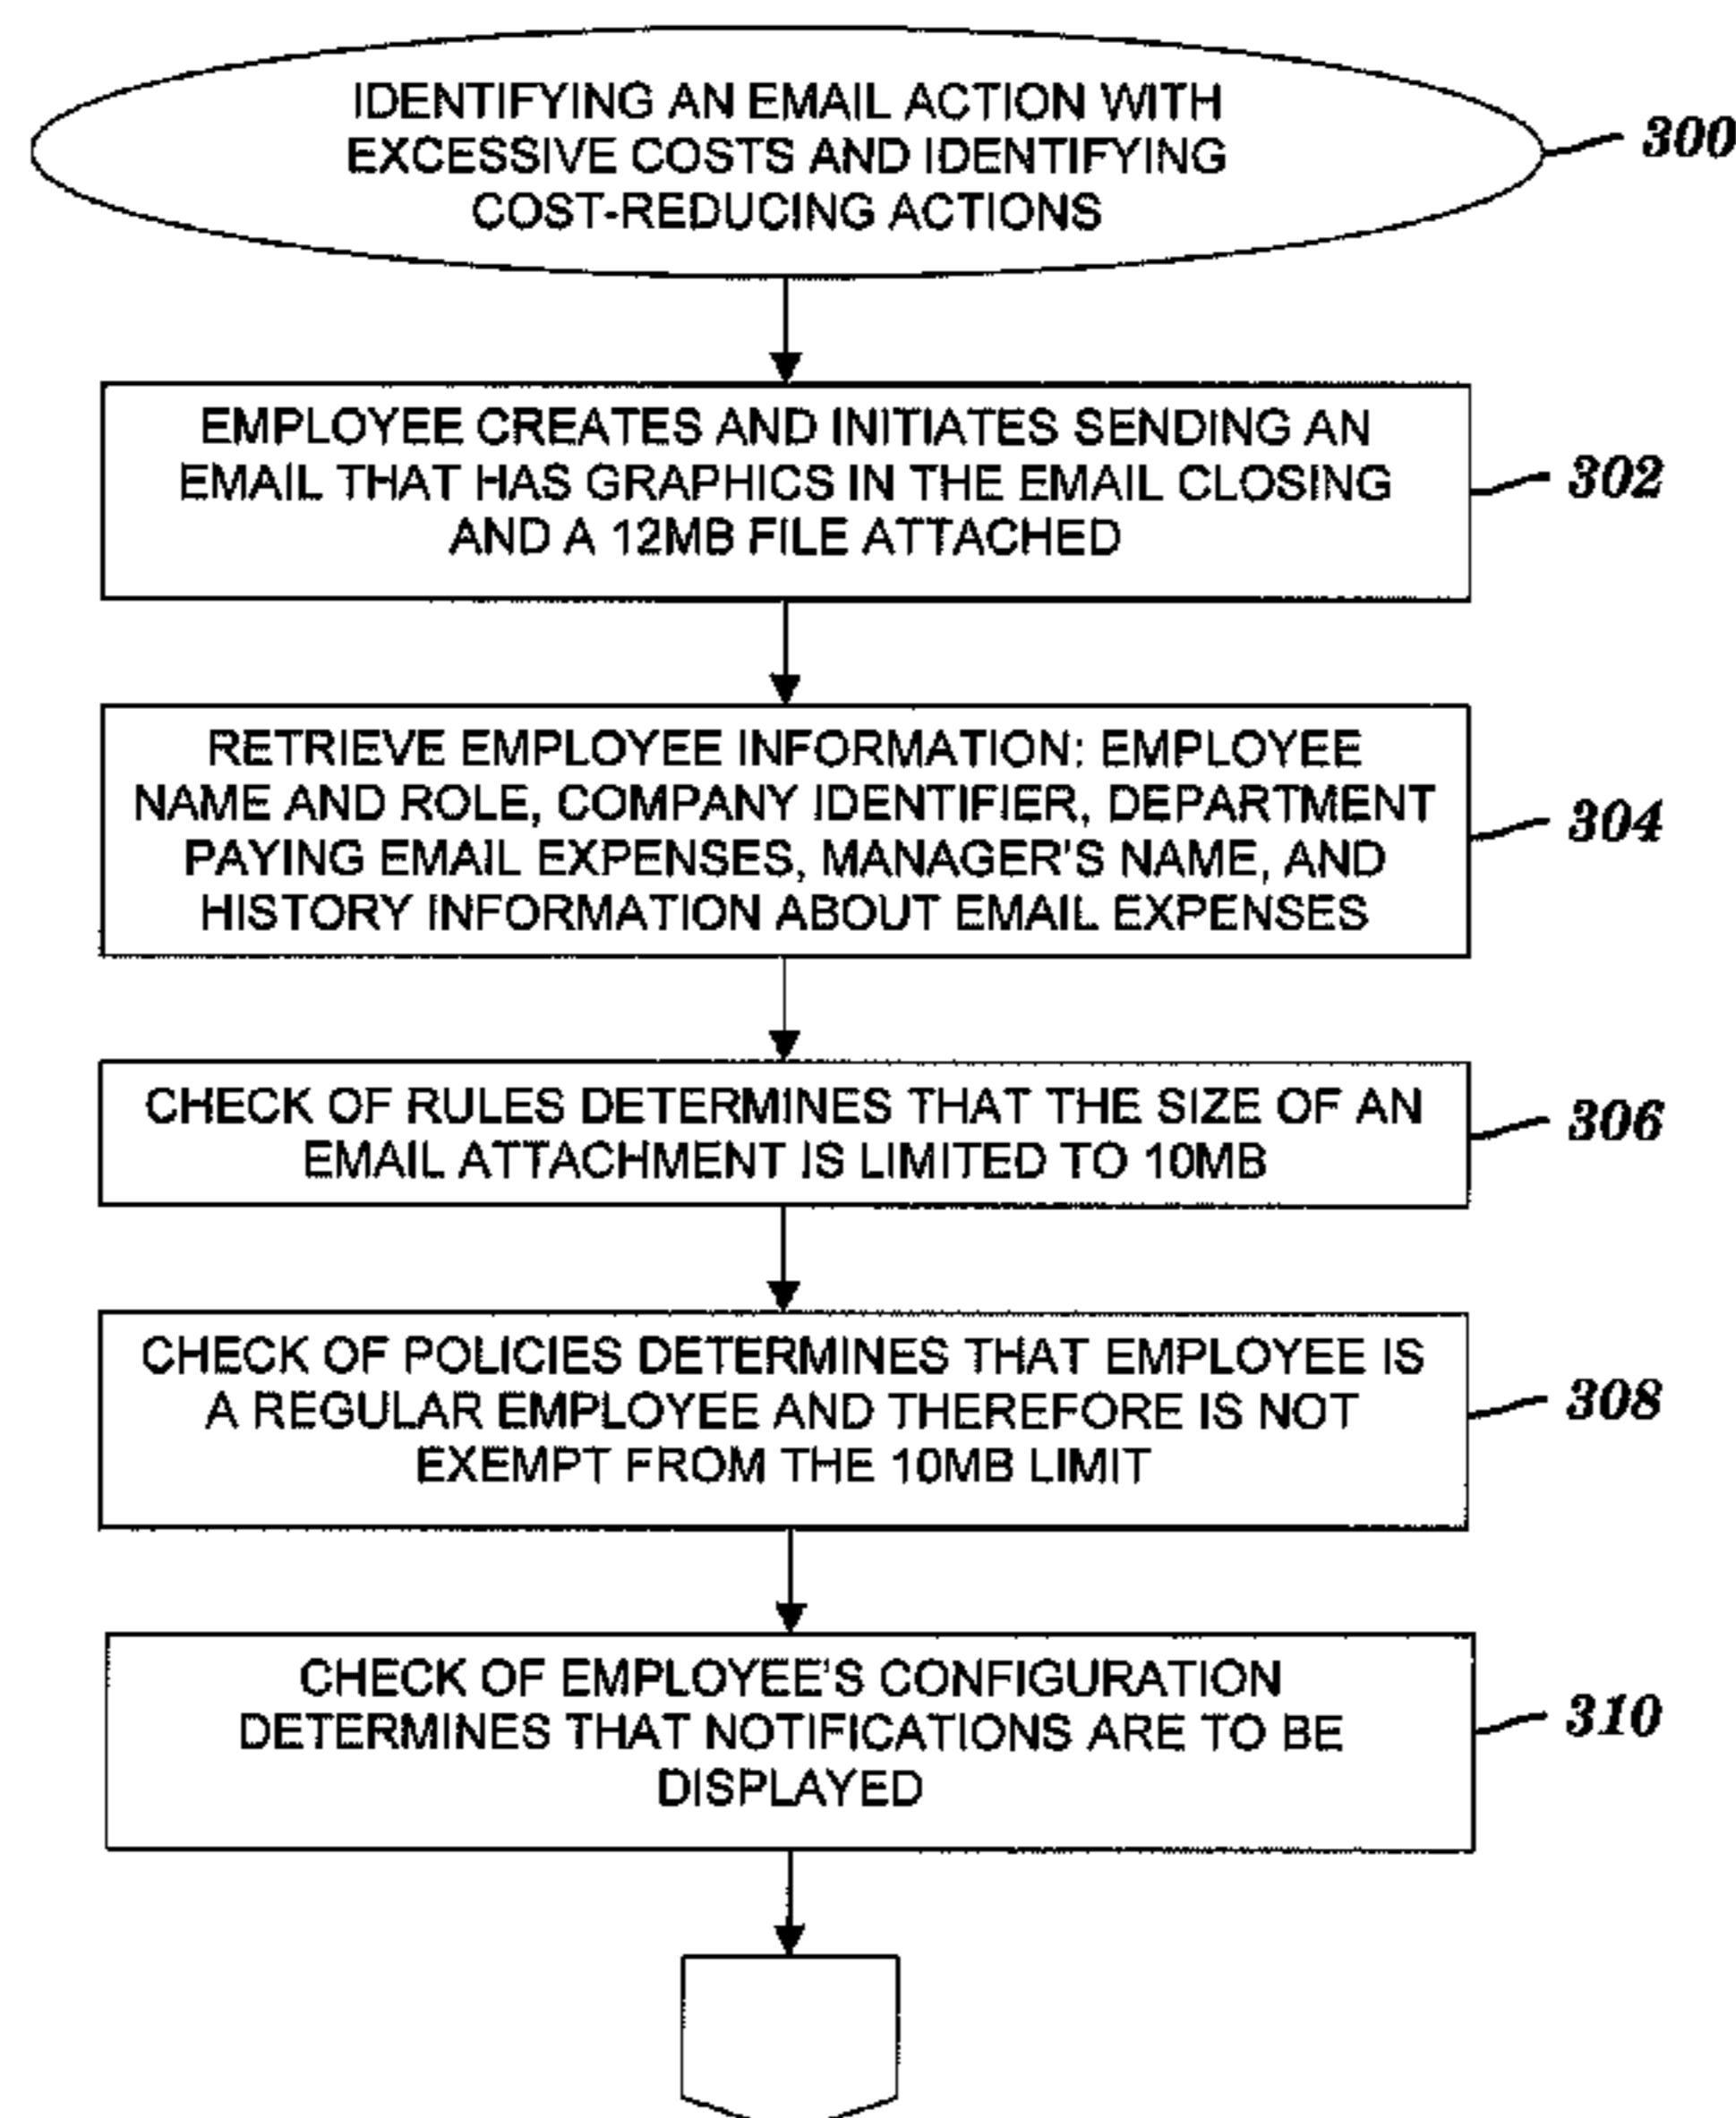 IDENTIFYING AN EMAIL ACTION WITH
EXCESSIVE COSTS AND IDENTIFYING
COST-REDUCING ACTIONS
300
EMPLOYEE CREATES AND INITIATES SENDING AN
EMAIL THAT HAS GRAPHICS IN THE EMAIL CLOSING
AND A 12MB FILE ATTACHED
302
RETRIEVE EMPLOYEE INFORMATION: EMPLOYEE
NAME AND ROLE, COMPANY IDENTIFIER, DEPARTMENT
PAYING EMAIL EXPENSES, MANAGER'S NAME, AND
HISTORY INFORMATION ABOUT EMAIL EXPENSES
304
CHECK OF RULES DETERMINES THAT THE SIZE OF AN
EMAIL ATTACHMENT IS LIMITED TO 10MB
306
CHECK OF POLICIES DETERMINES THAT EMPLOYEE IS
A REGULAR EMPLOYEE AND THEREFORE IS NOT
EXEMPT FROM THE 10MB LIMIT
308
CHECK OF EMPLOYEE'S CONFIGURATION
DETERMINES THAT NOTIFICATIONS ARE TO BE
DISPLAYED
310